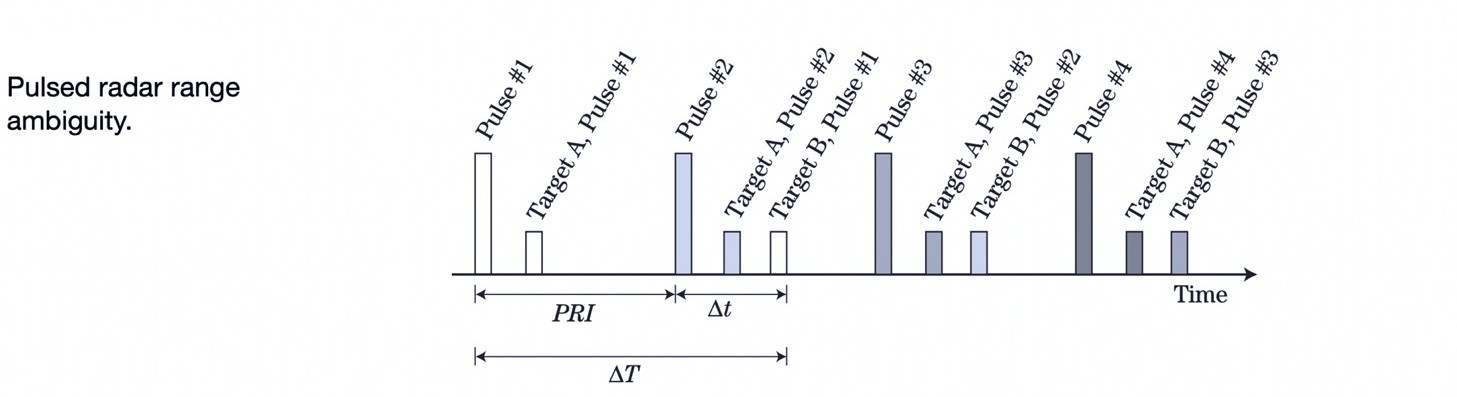 Pulsed radar range
ambiguity.
Pulse #1
Target A, Pulse #1
Pulse #2
Target A, Pulse #2
Target B, Pulse #1
Pulse #3
Target A, Pulse #3
Target B, Pulse #2
Pulse #4
Target A, Pulse #4
Target B, Pulse #3
PRI
Δt
Time
ΔT